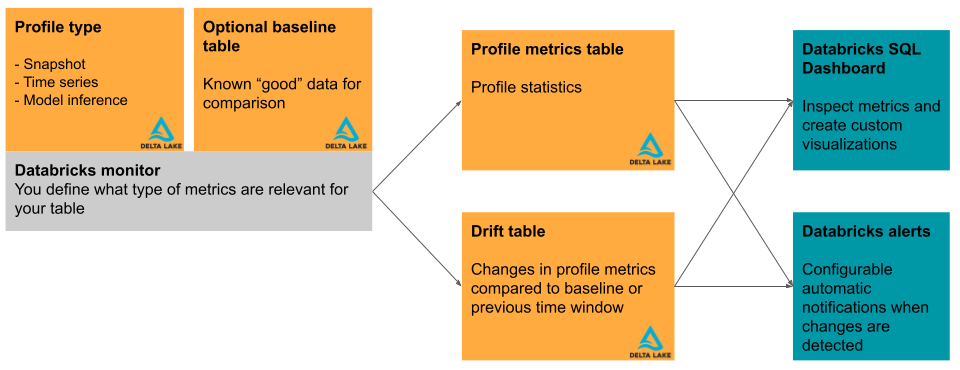 Profile type
- Snapshot
- Time series
- Model inference
DELTA LAKE
Optional baseline
table
Known “good” data for
comparison
DELTA LAKE
Databricks monitor
You define what type of metrics are relevant for
your table
Profile metrics table
Profile statistics
DELTA LAKE
Drift table
Changes in profile metrics
compared to baseline or
previous time window
DELTA LAKE
Databricks SQL
Dashboard
Inspect metrics and
create custom
visualizations
Databricks alerts
Configurable
automatic
notifications when
changes are
detected